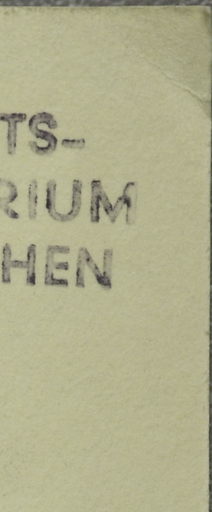 TS-
RIUM
HEN